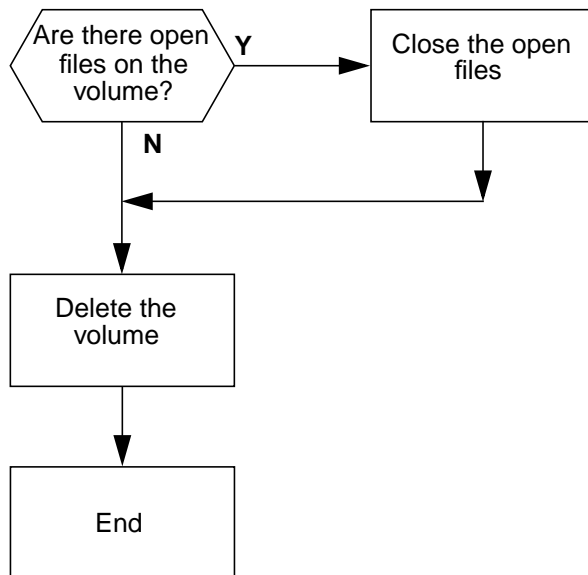 Are there open
files on the
volume?
Y
Close the open
files
N
Delete the
volume
End